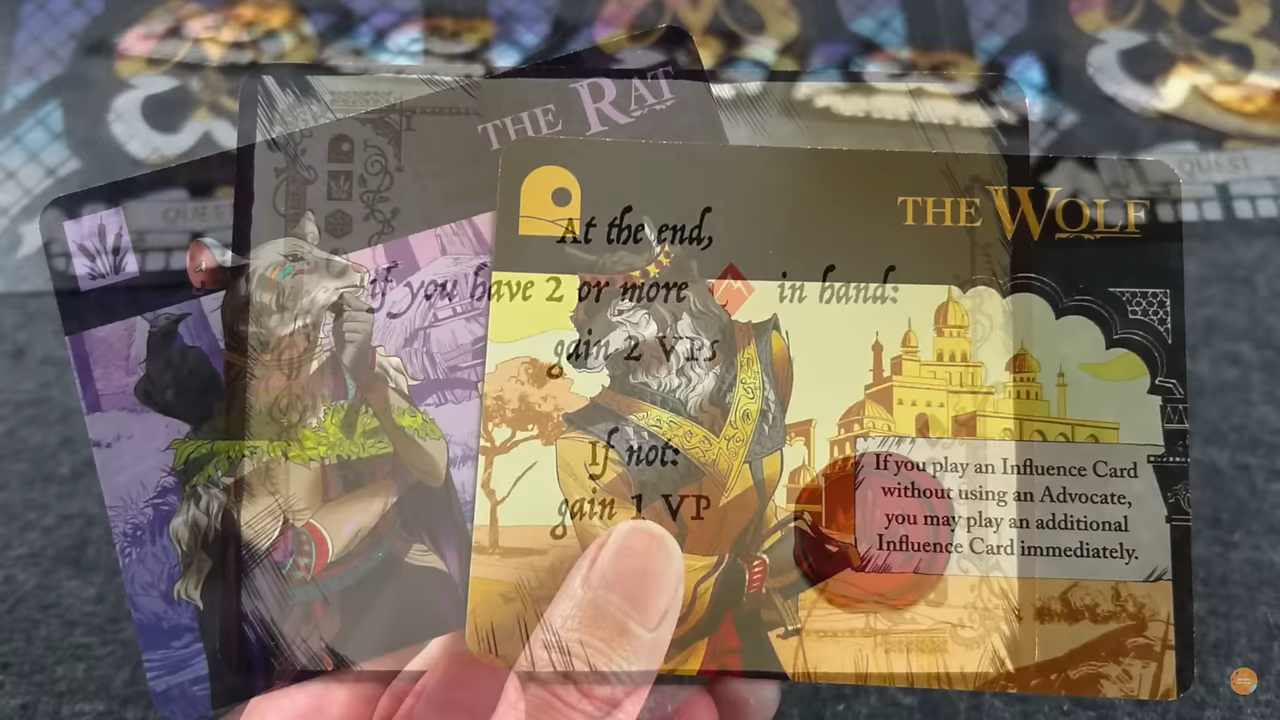 THE RAT
THE WOLF
QUEST
QUEST
At the end,
if you have 2 or more in hand:
gain 2 VPs
If not:
gain 1 VP
If you play an Influence Card
without using an Advocate,
you may play an additional
Influence Card immediately.